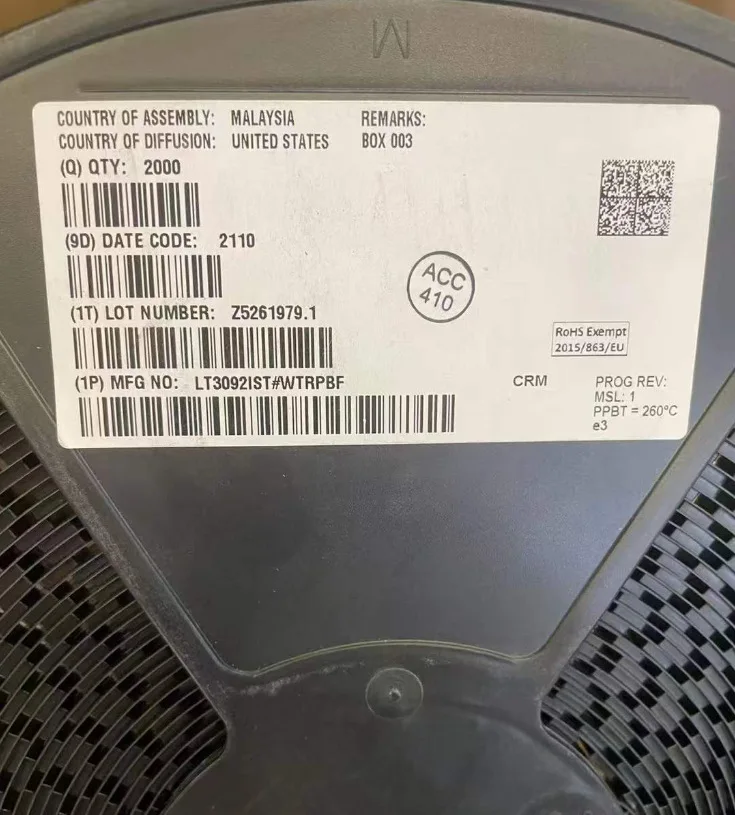 M
COUNTRY OF ASSEMBLY: MALAYSIA REMARKS:
COUNTRY OF DIFFUSION: UNITED STATES BOX 003
(Q) QTY: 2000
(9D) DATE CODE: 2110
ACC
410
(1T) LOT NUMBER: Z5261979.1
RoHS Exempt
2015/863/EU
(1P) MFG NO: LT3092IST#WTRPBF CRM PROG REV:
MSL: 1
PPBT = 260°C
e3